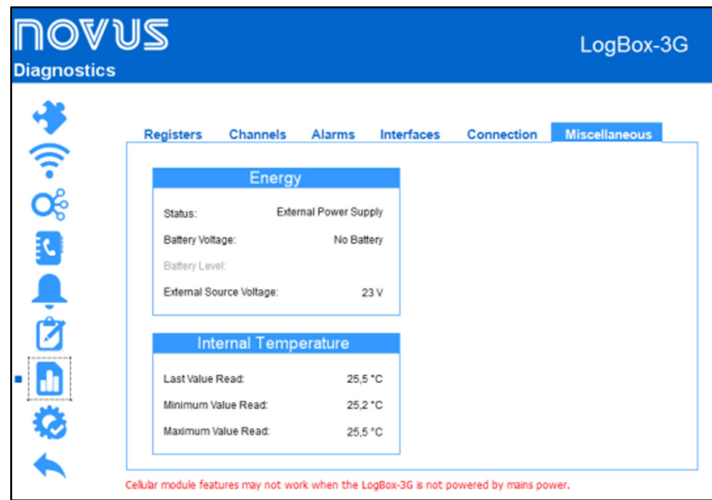 NOVUS
LogBox-3G
Diagnostics
Registers Channels Alarms Interfaces Connection Miscellaneous
Energy
Status: External Power Supply
Battery Voltage: No Battery
Battery Level:
External Source Voltage: 23 V
Internal Temperature
Last Value Read: 25,5 °C
Minimum Value Read: 25,2 °C
Maximum Value Read: 25,5 °C
Cellular module features may not work when the LogBox-3G is not powered by mains power.